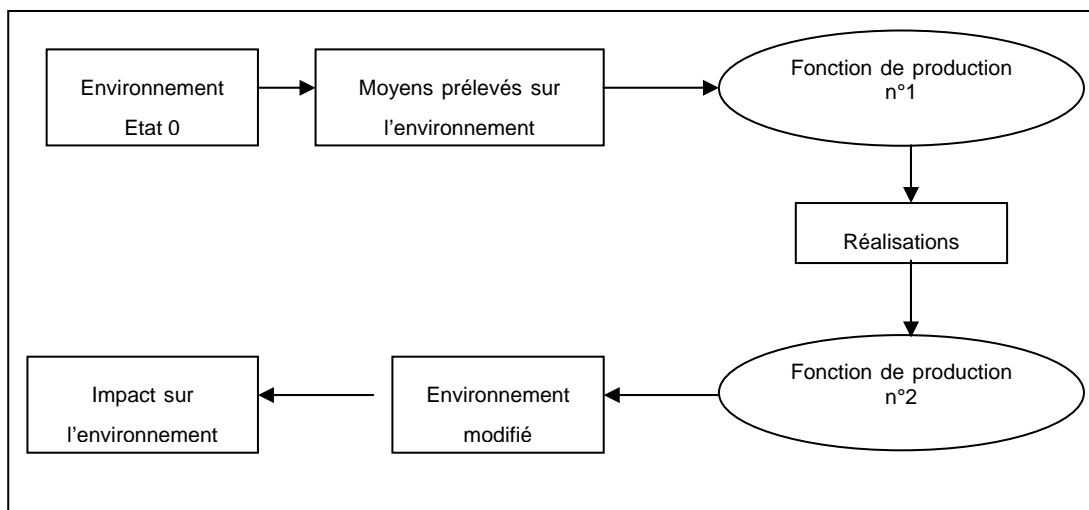 Environnement
Etat 0
Moyens prélevés sur
l'environnement
Fonction de production
n°1
Réalisations
Fonction de production
n°2
Environnement
modifié
Impact sur
l'environnement